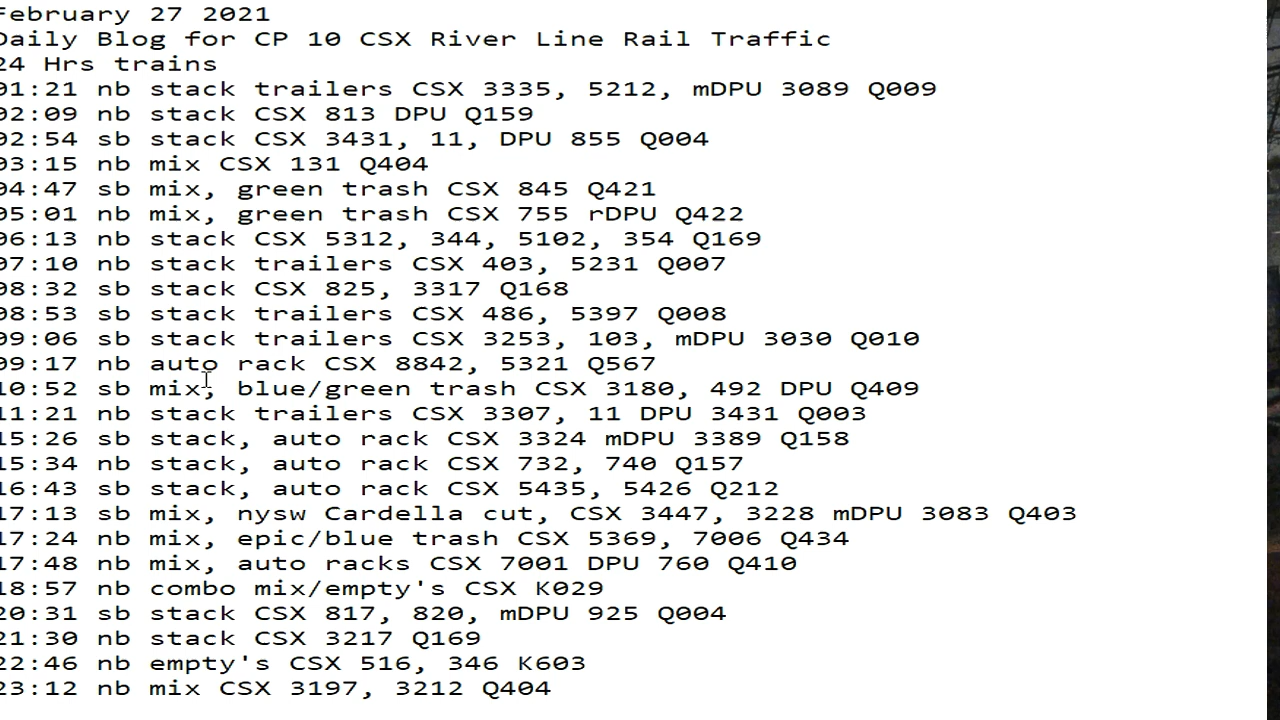 February 27 2021
Daily Blog for CP 10 CSX River Line Rail Traffic
24 Hrs trains
01:21 nb stack trailers CSX 3335, 5212, mDPU 3089 Q009
02:09 nb stack CSX 813 DPU Q159
02:54 sb stack CSX 3431, 11, DPU 855 Q004
03:15 nb mix CSX 131 Q404
04:47 sb mix, green trash CSX 845 Q421
05:01 nb mix, green trash CSX 755 rDPU Q422
06:13 nb stack CSX 5312, 344, 5102, 354 Q169
07:10 nb stack trailers CSX 403, 5231 Q007
08:32 sb stack CSX 825, 3317 Q168
08:53 sb stack trailers CSX 486, 5397 Q008
09:06 sb stack trailers CSX 3253, 103, mDPU 3030 Q010
09:17 nb auto rack CSX 8842, 5321 Q567
10:52 sb mix, blue/green trash CSX 3180, 492 DPU Q409
11:21 nb stack trailers CSX 3307, 11 DPU 3431 Q003
15:26 sb stack, auto rack CSX 3324 mDPU 3389 Q158
15:34 nb stack, auto rack CSX 732, 740 Q157
16:43 sb stack, auto rack CSX 5435, 5426 Q212
17:13 sb mix, nysw Cardella cut, CSX 3447, 3228 mDPU 3083 Q403
17:24 nb mix, epic/blue trash CSX 5369, 7006 Q434
17:48 nb mix, auto racks CSX 7001 DPU 760 Q410
18:57 nb combo mix/empty's CSX K029
20:31 sb stack CSX 817, 820, mDPU 925 Q004
21:30 nb stack CSX 3217 Q169
22:46 nb empty's CSX 516, 346 K603
23:12 nb mix CSX 3197, 3212 Q404